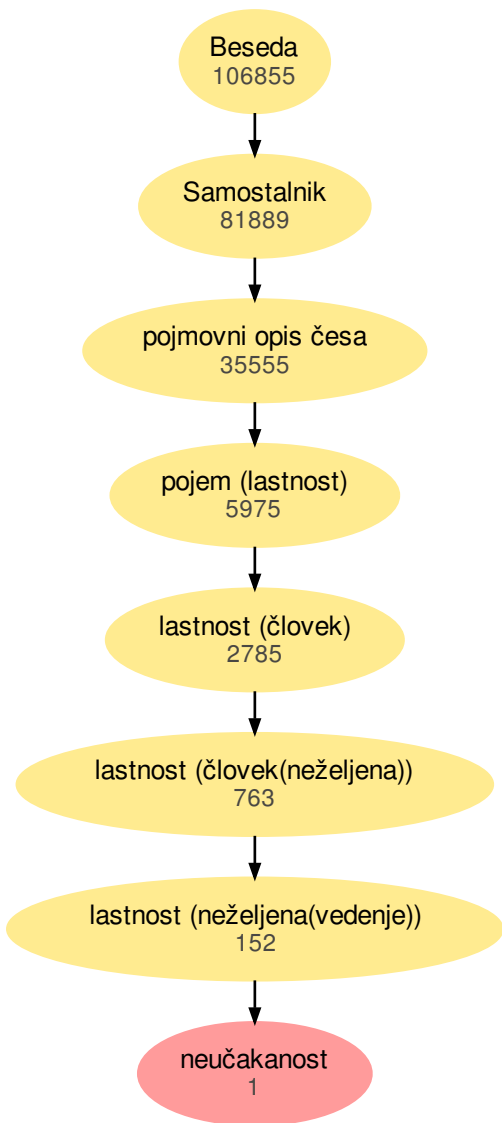 Beseda
106855
Samostalnik
81889
pojmovni opis česa
35555
pojem (lastnost)
5975
lastnost (človek)
2785
lastnost (človek(neželjena))
763
lastnost (neželjena(vedenje))
152
neučakanost
1